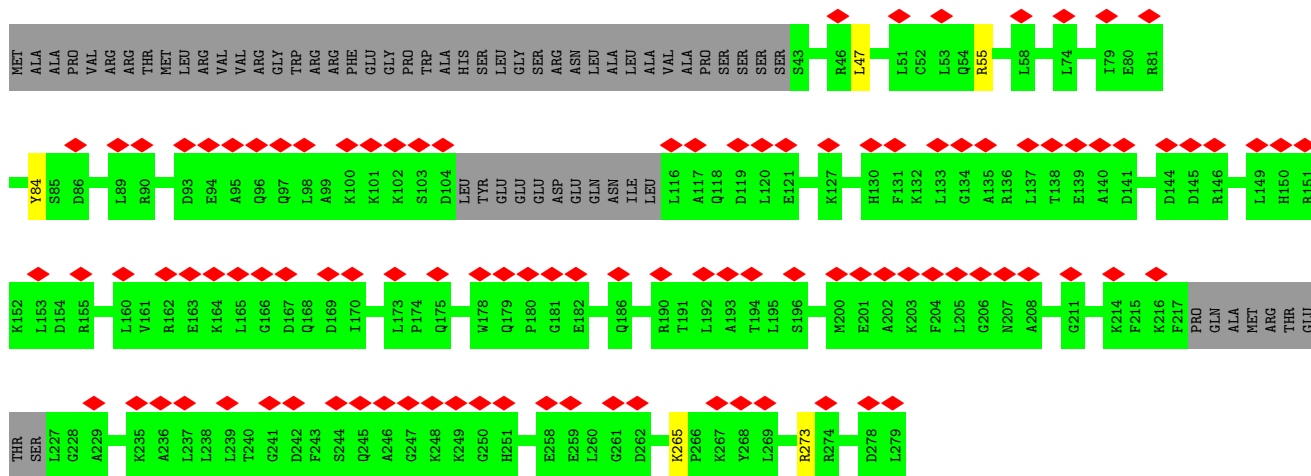 MET ALA ALA PRO VAL ARG ARG THR MET LEU ARG VAL VAL ARG GLY TRP ARG ARG PHE GLU GLY PRO TRP ALA HIS SER LEU GLY SER ARG ASN LEU ALA LEU ALA VAL ALA PRO SER SER SER SER S43 R46 L47 L51 C52 L53 Q54 R55 L58 L74 I79 E80 R81
Y84 S85 D86 L89 R90 D93 E94 A95 Q96 Q97 L98 A99 K100 K101 K102 S103 D104 LEU TYR GLU GLU GLU ASP GLU GLN ASN ILE LEU L116 A117 Q118 D119 L120 E121 K127 H130 F131 K132 L133 G134 A135 R136 L137 T138 E139 A140 D141 D144 D145 R146 L149 H150 R151
K152 L153 D154 R155 L160 V161 R162 E163 K164 L165 G166 D167 Q168 D169 I170 L173 P174 Q175 W178 Q179 P180 G181 E182 Q186 R190 T191 L192 A193 T194 L195 S196 M200 E201 A202 K203 F204 L205 G206 N207 A208 G211 K214 F215 K216 F217 PRO GLN ALA MET ARG THR GLU
THR SER L227 G228 A229 K235 A236 L237 L238 L239 T240 G241 D242 F243 S244 Q245 A246 G247 K248 K249 G250 H251 E258 E259 L260 G261 D262 K265 P266 K267 Y268 L269 R273 R274 D278 L279